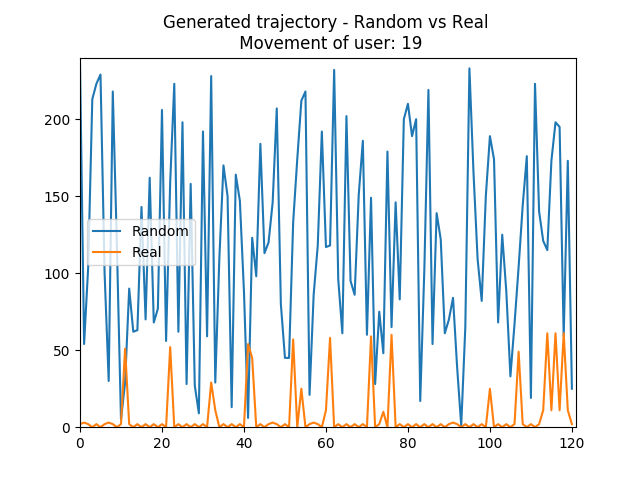 Generated trajectory - Random vs Real
Movement of user: 19
200
150
100
50
0
Random
Real
0 20 40 60 80 100 120